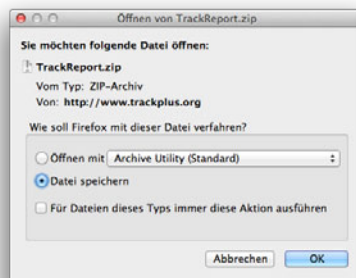 Öffnen von TrackReport.zip
Sie möchten folgende Datei öffnen:
TrackReport.zip
Vom Typ: ZIP-Archiv
Von: http://www.trackplus.org
Wie soll Firefox mit dieser Datei verfahren?
Öffnen mit Archive Utility (Standard)
Datei speichern
Für Dateien dieses Typs immer diese Aktion ausführen
Abbrechen OK